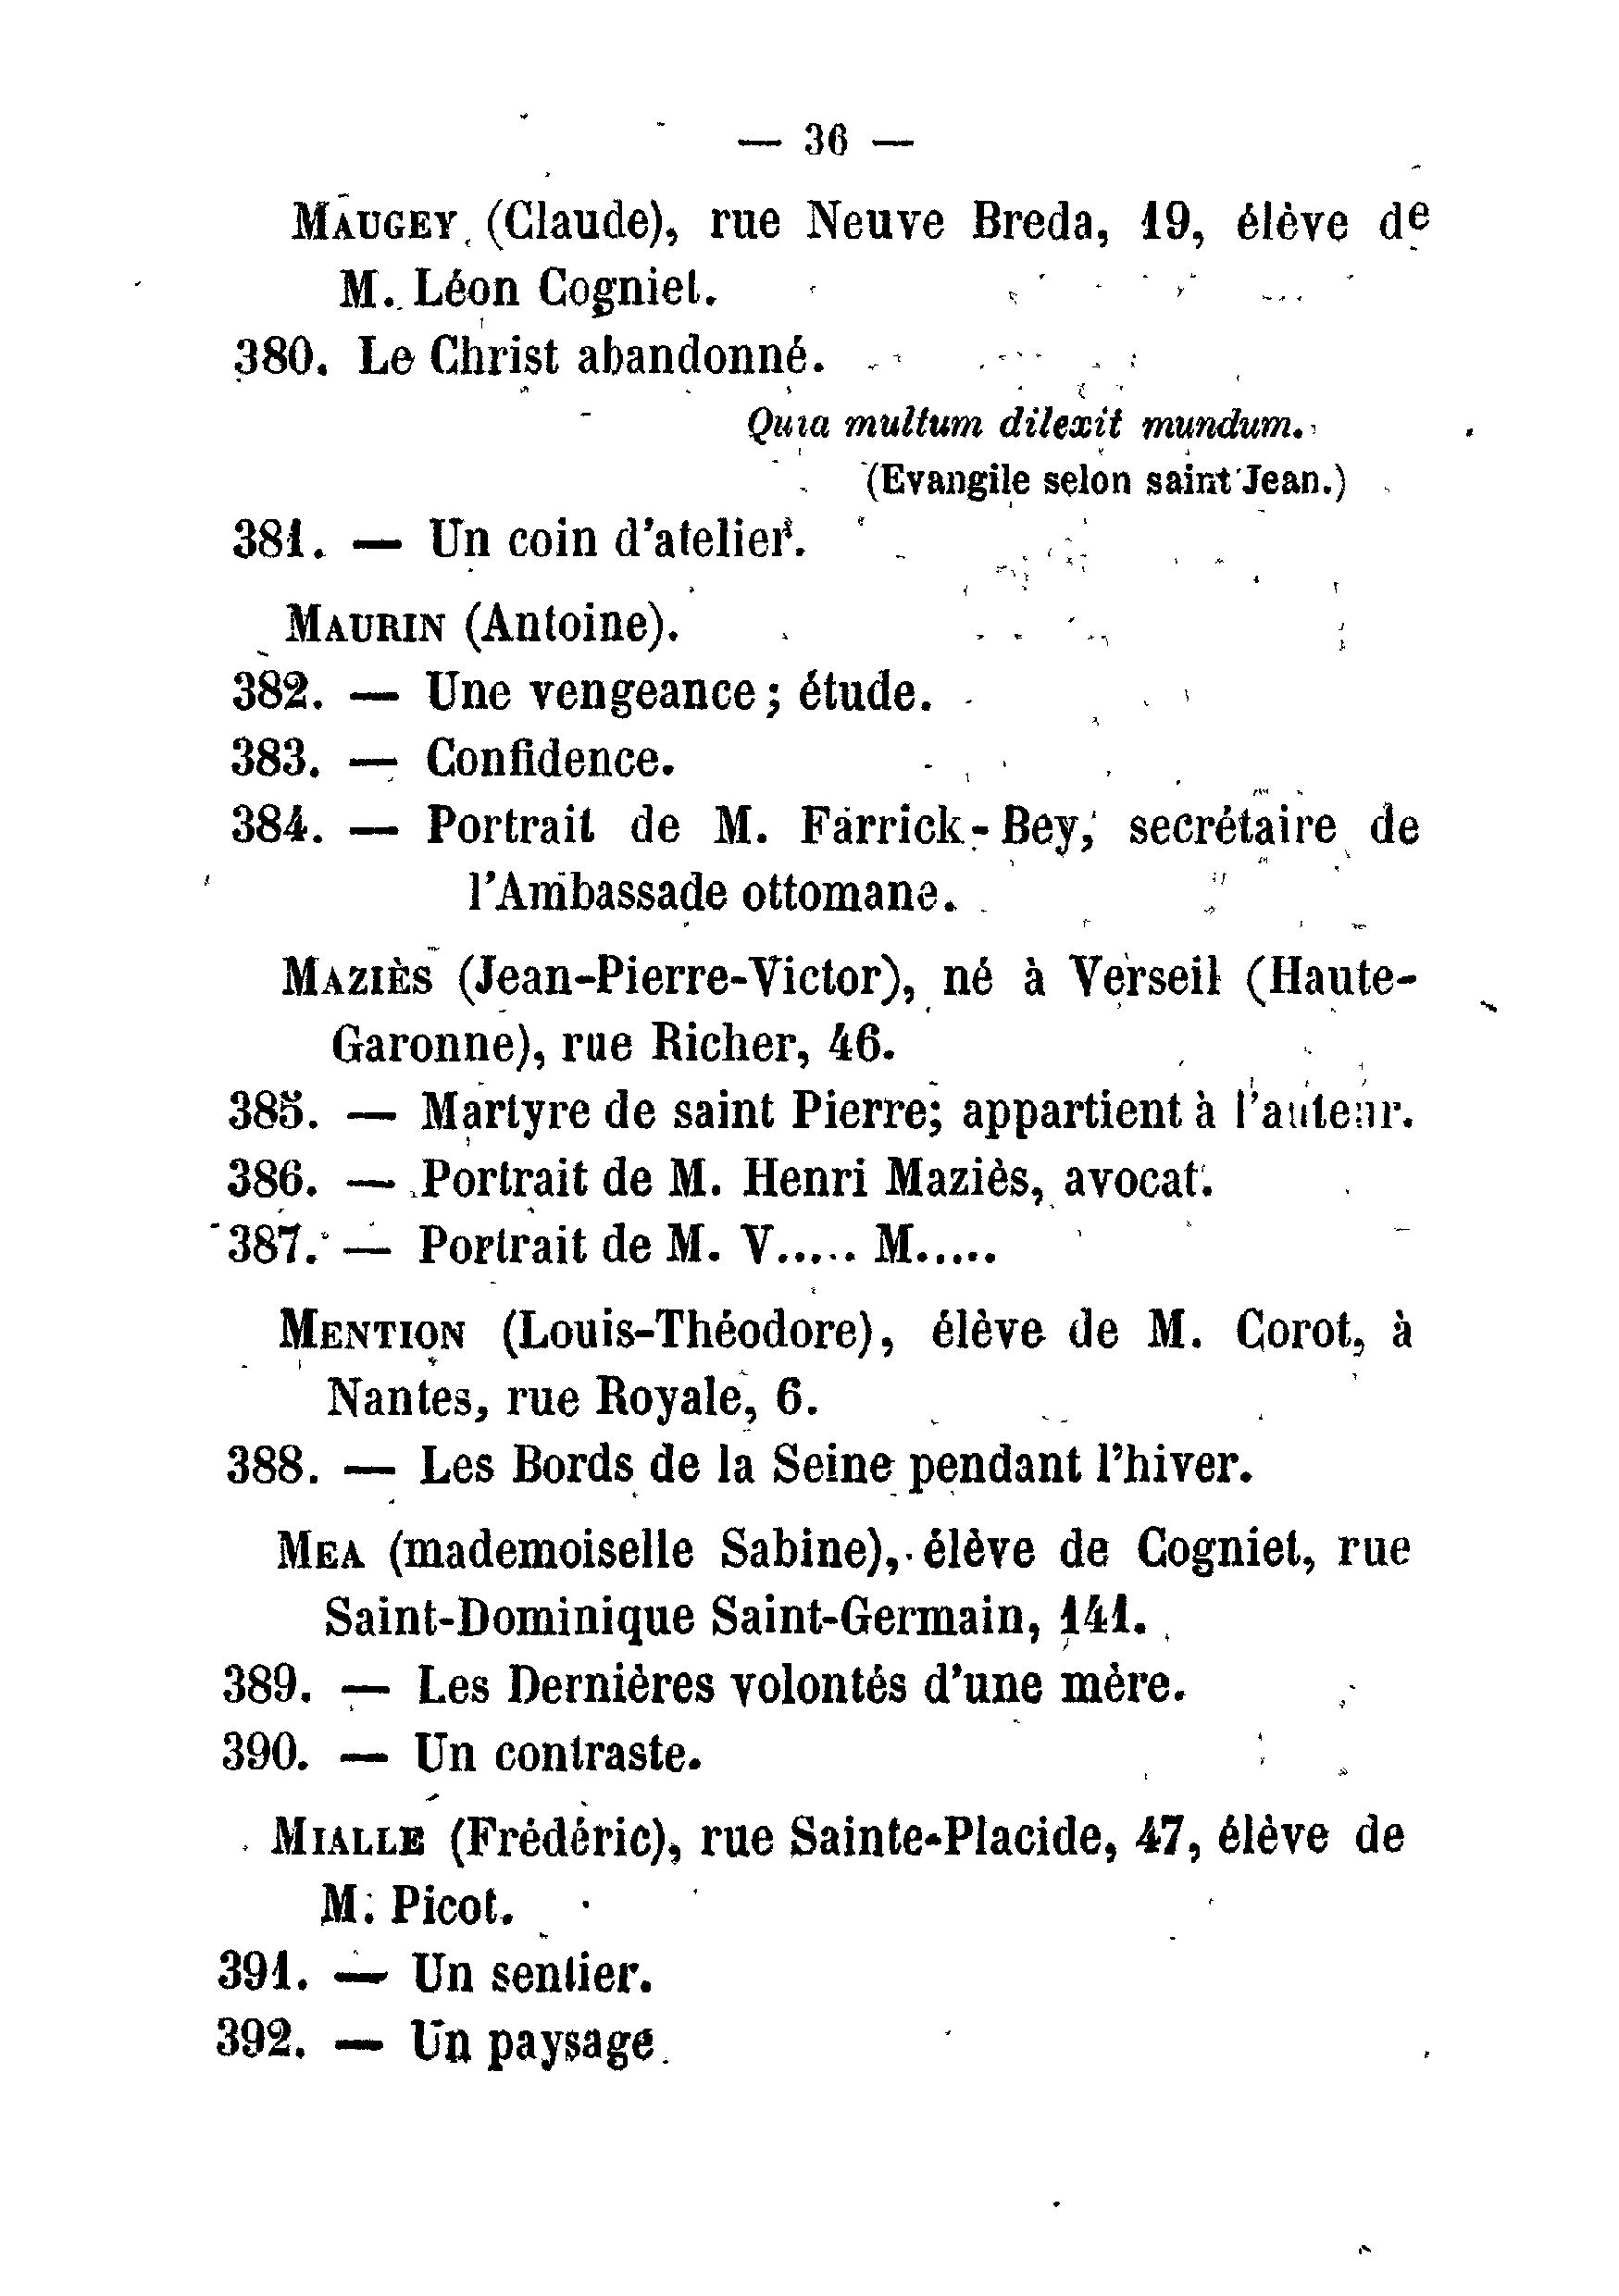 — 36 —
MAUGEY (Claude), rue Neuve Breda, 19, élève de
M. Léon Cogniet.
380. Le Christ abandonné.
Quia multum dilexit mundum.
(Evangile selon saint Jean.)
381. — Un coin d'atelier.
MAURIN (Antoine).
382. — Une vengeance ; étude.
383. — Confidence.
384. — Portrait de M. Farrick-Bey, secrétaire de
l'Ambassade ottomane.
MAZIÈS (Jean-Pierre-Victor), né à Verseil (Haute-
Garonne), rue Richer, 46.
385. — Martyre de saint Pierre; appartient à l'auteur.
386. — Portrait de M. Henri Maziès, avocat.
387. — Portrait de M. V..... M.....
MENTION (Louis-Théodore), élève de M. Corot, à
Nantes, rue Royale, 6.
388. — Les Bords de la Seine pendant l'hiver.
MEA (mademoiselle Sabine), élève de Cogniet, rue
Saint-Dominique Saint-Germain, 141.
389. — Les Dernières volontés d'une mère.
390. — Un contraste.
MIALLE (Frédéric), rue Sainte-Placide, 47, élève de
M. Picot.
391. — Un sentier.
392. — Un paysage.